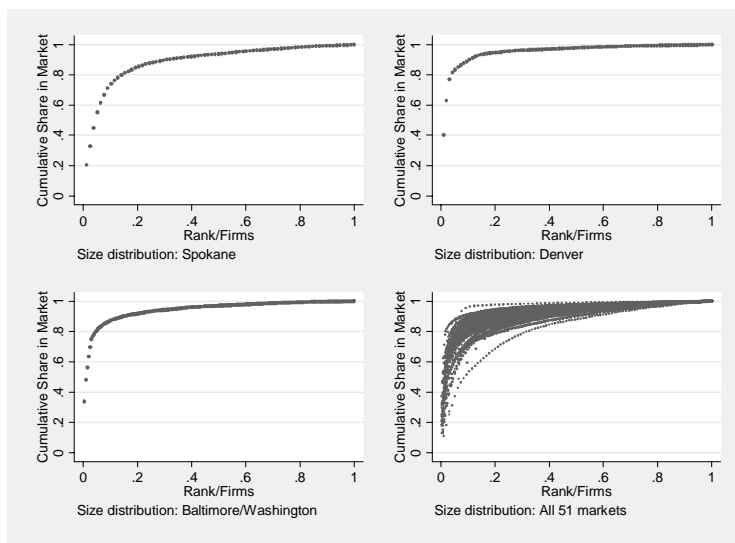 Cumulative Share in Market
0 .2 .4 .6 .8 1
0 .2 .4 .6 .8 1
Rank/Firms
Size distribution: Spokane
Cumulative Share in Market
0 .2 .4 .6 .8 1
0 .2 .4 .6 .8 1
Rank/Firms
Size distribution: Denver
Cumulative Share in Market
0 .2 .4 .6 .8 1
0 .2 .4 .6 .8 1
Rank/Firms
Size distribution: Baltimore/Washington
Cumulative Share in Market
0 .2 .4 .6 .8 1
0 .2 .4 .6 .8 1
Rank/Firms
Size distribution: All 51 markets